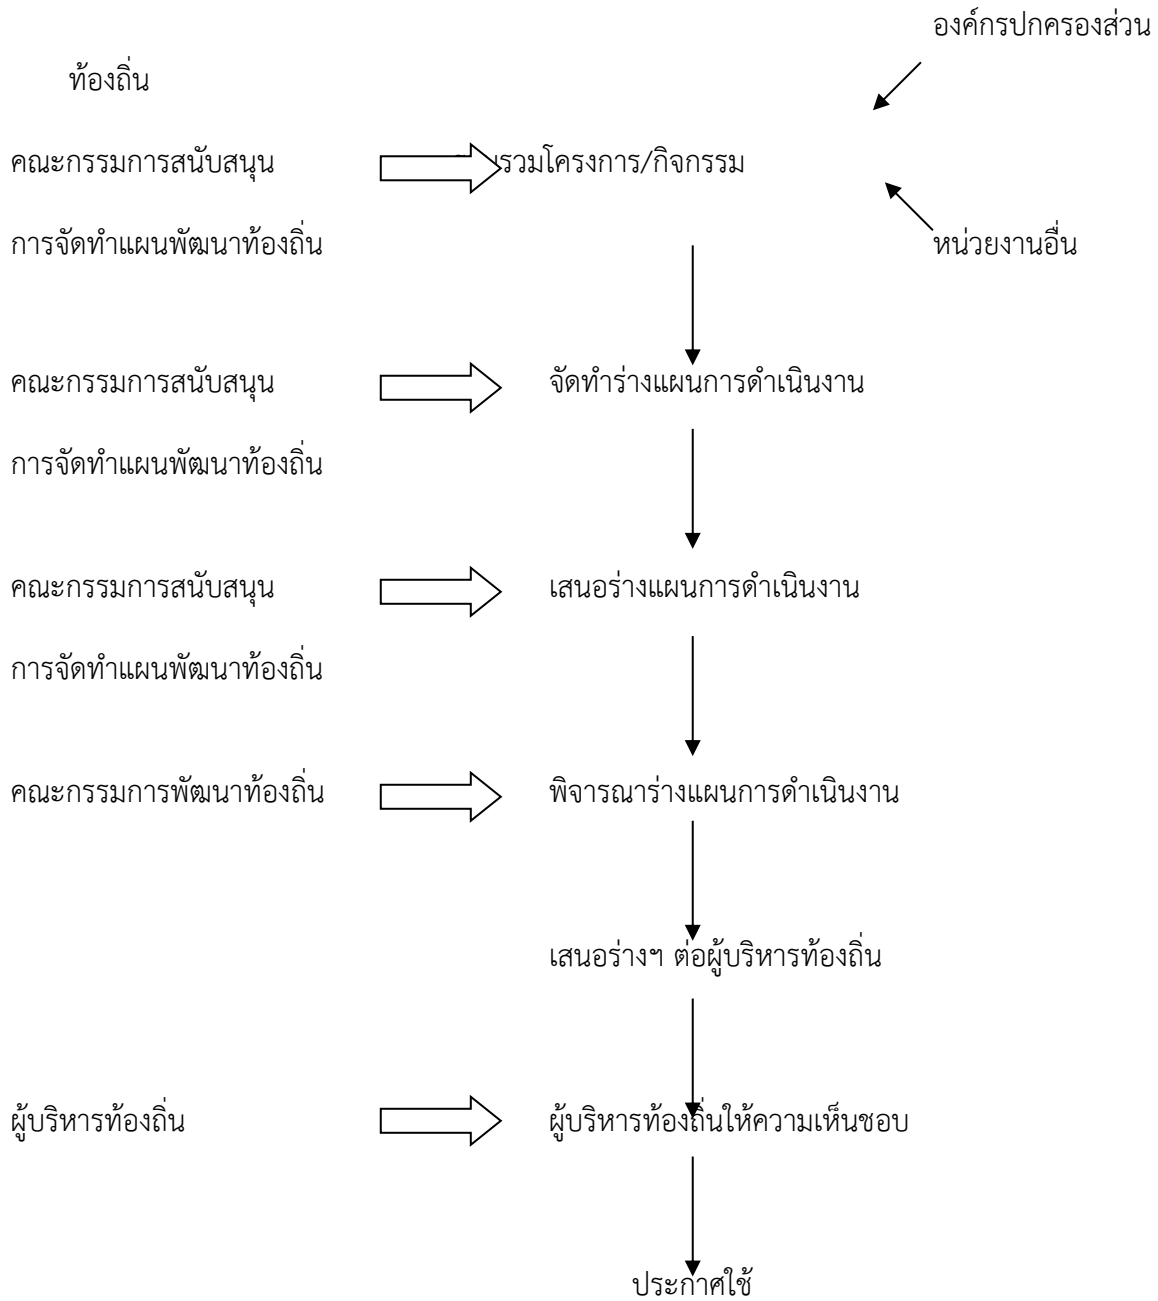 องค์กรปกครองส่วน
ท้องถิ่น
คณะกรรมการสนับสนุน รวมโครงการ/กิจกรรม
การจัดทำแผนพัฒนาท้องถิ่น หน่วยงานอื่น
คณะกรรมการสนับสนุน จัดทำร่างแผนการดำเนินงาน
การจัดทำแผนพัฒนาท้องถิ่น
คณะกรรมการสนับสนุน เสนอร่างแผนการดำเนินงาน
การจัดทำแผนพัฒนาท้องถิ่น
คณะกรรมการพัฒนาท้องถิ่น พิจารณาร่างแผนการดำเนินงาน
เสนอร่างฯ ต่อผู้บริหารท้องถิ่น
ผู้บริหารท้องถิ่น ผู้บริหารท้องถิ่นให้ความเห็นชอบ
ประกาศใช้